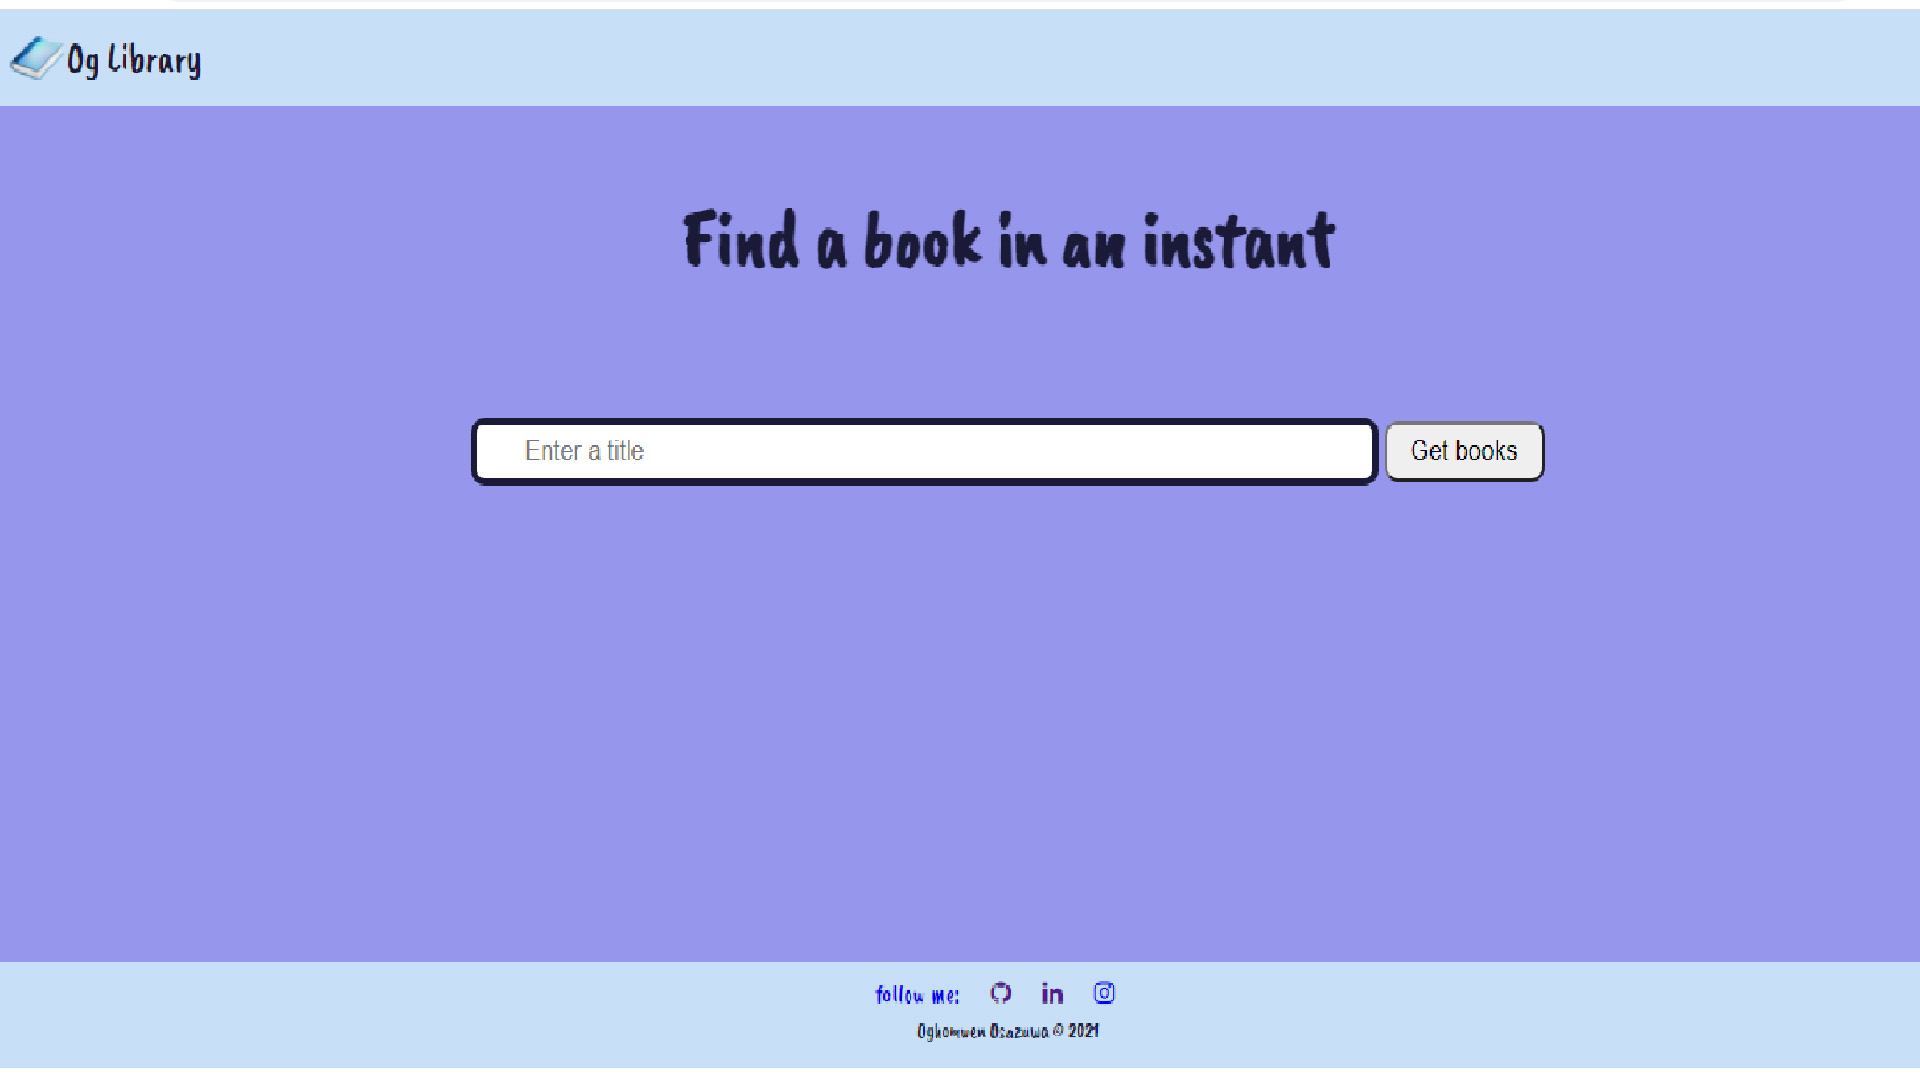 Og Library
Find a book in an instant
Enter a title
Get books
follow me:
Oghomwen Osazuwa © 2021